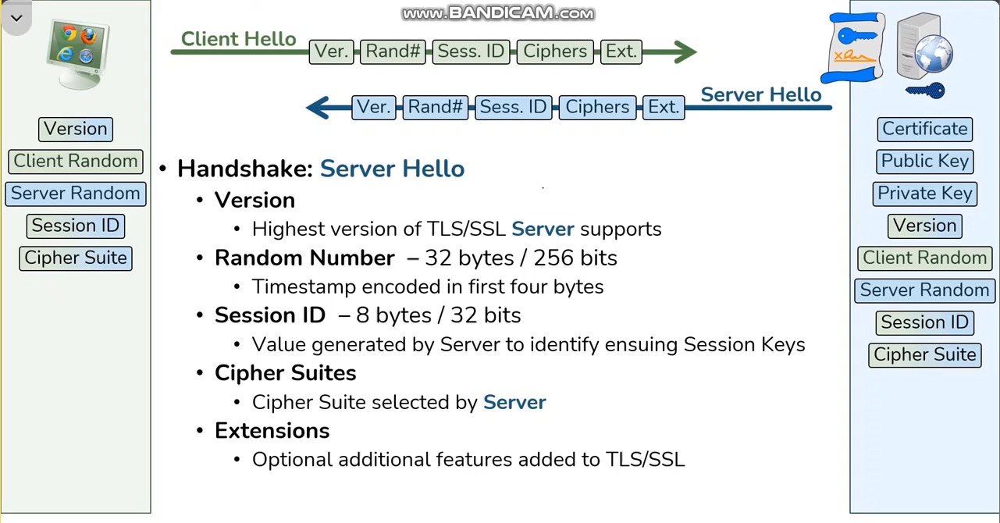 www.BANDICAM.com
Client Hello
Ver. Rand# Sess. ID Ciphers Ext.
Ver. Rand# Sess. ID Ciphers Ext.
Server Hello
Version
Client Random
Server Random
Session ID
Cipher Suite
• Handshake: Server Hello
• Version
• Highest version of TLS/SSL Server supports
• Random Number – 32 bytes / 256 bits
• Timestamp encoded in first four bytes
• Session ID – 8 bytes / 32 bits
• Value generated by Server to identify ensuing Session Keys
• Cipher Suites
• Cipher Suite selected by Server
• Extensions
• Optional additional features added to TLS/SSL
Certificate
Public Key
Private Key
Version
Client Random
Server Random
Session ID
Cipher Suite